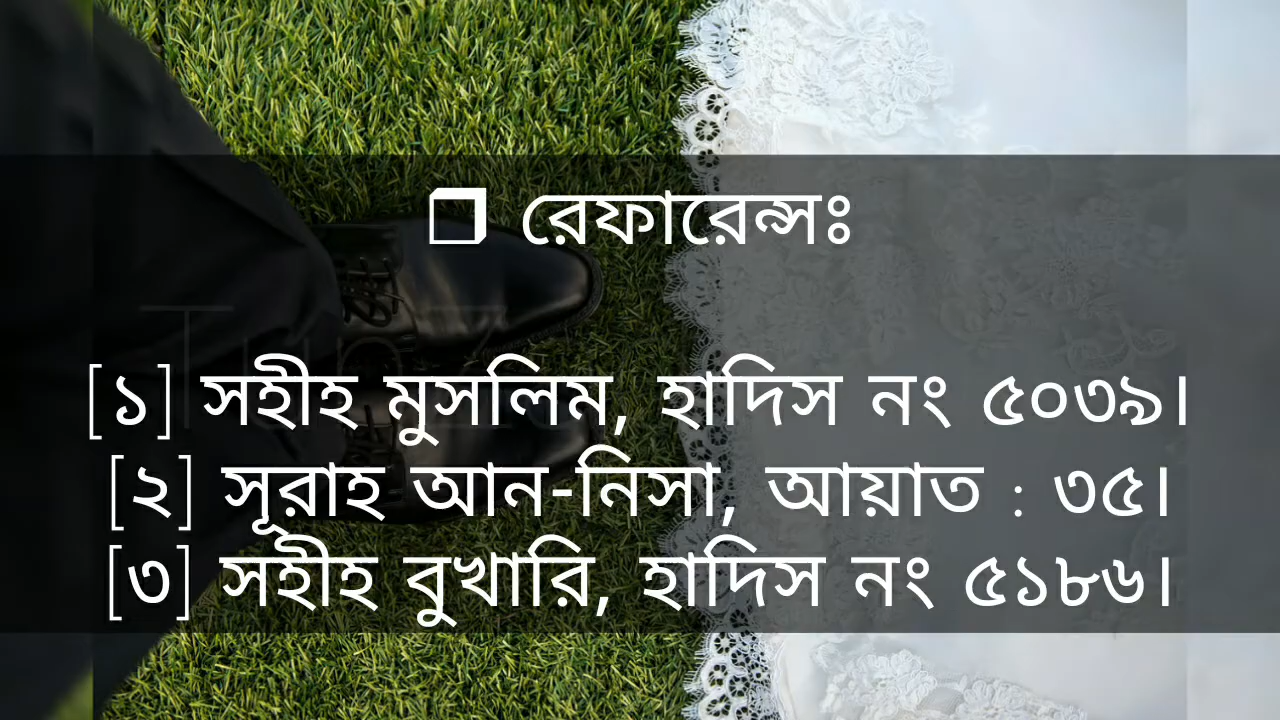 ❒ রেফারেন্সঃ
[১] সহীহ মুসলিম, হাদিস নং ৫০৩৯।
[২] সূরাহ আন-নিসা, আয়াত : ৩৫।
[৩] সহীহ বুখারি, হাদিস নং ৫১৮৬।